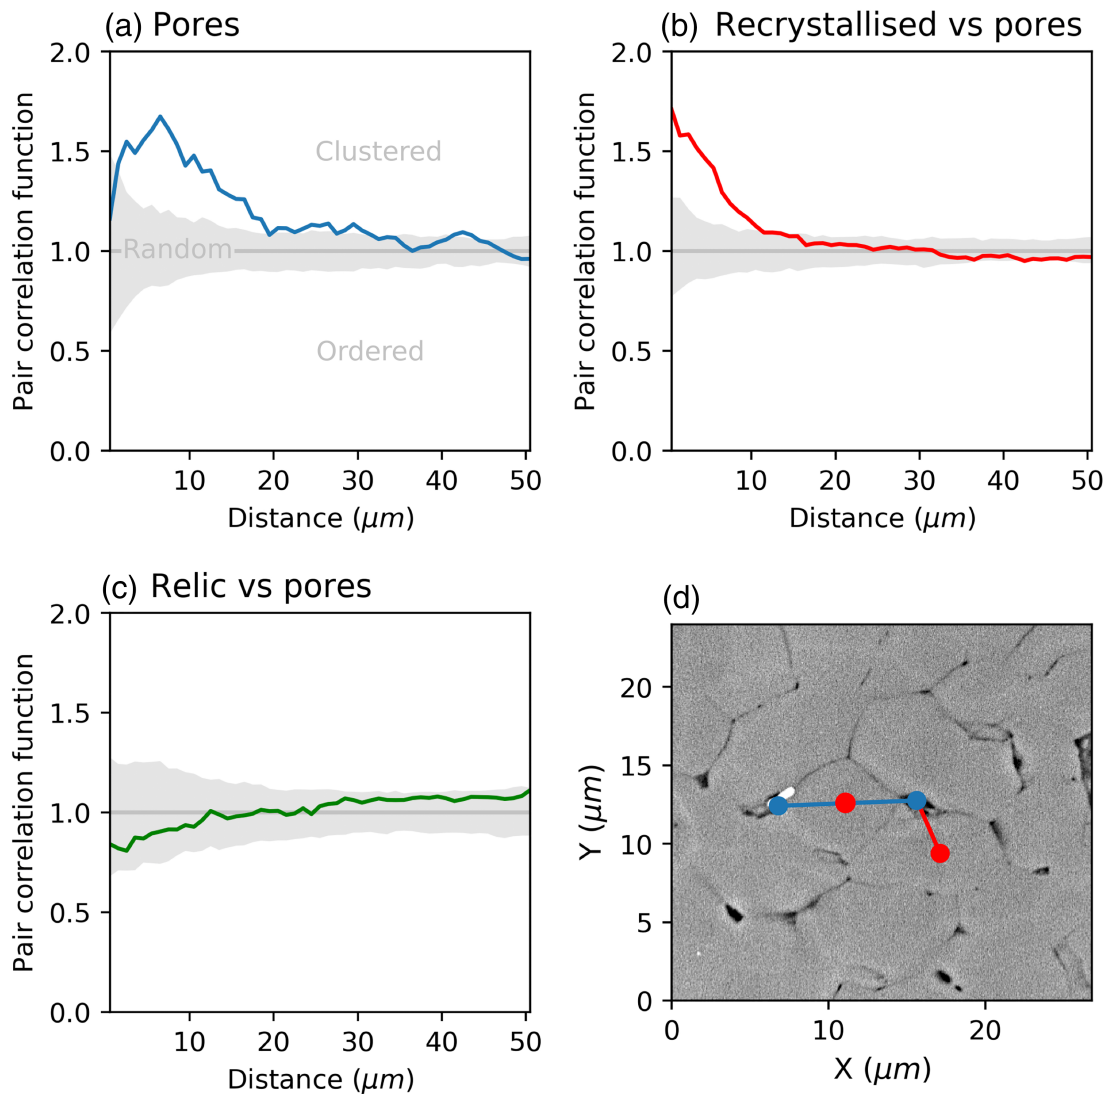 (a) Pores
2.0
1.5
1.0
0.5
0.0
Pair correlation function
Clustered
Random
Ordered
10 20 30 40 50
Distance (μm)
(b) Recrystallised vs pores
2.0
1.5
1.0
0.5
0.0
Pair correlation function
10 20 30 40 50
Distance (μm)
(c) Relic vs pores
2.0
1.5
1.0
0.5
0.0
Pair correlation function
10 20 30 40 50
Distance (μm)
(d)
20
15
10
5
0
Y (μm)
0 10 20
X (μm)